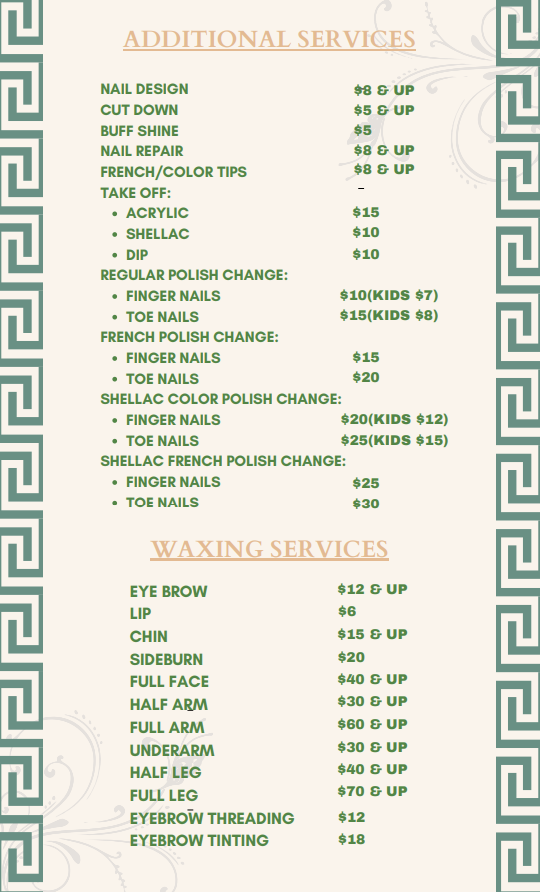 ADDITIONAL SERVICES
NAIL DESIGN $8 & UP
CUT DOWN $5 & UP
BUFF SHINE $5
NAIL REPAIR $8 & UP
FRENCH/COLOR TIPS $8 & UP
TAKE OFF: –
• ACRYLIC $15
• SHELLAC $10
• DIP $10
REGULAR POLISH CHANGE:
• FINGER NAILS $10(KIDS $7)
• TOE NAILS $15(KIDS $8)
FRENCH POLISH CHANGE:
• FINGER NAILS $15
• TOE NAILS $20
SHELLAC COLOR POLISH CHANGE:
• FINGER NAILS $20(KIDS $12)
• TOE NAILS $25(KIDS $15)
SHELLAC FRENCH POLISH CHANGE:
• FINGER NAILS $25
• TOE NAILS $30
WAXING SERVICES
EYE BROW $12 & UP
LIP $6
CHIN $15 & UP
SIDEBURN $20
FULL FACE $40 & UP
HALF ARM $30 & UP
FULL ARM $60 & UP
UNDERARM $30 & UP
HALF LEG $40 & UP
FULL LEG $70 & UP
EYEBROW THREADING $12
EYEBROW TINTING $18